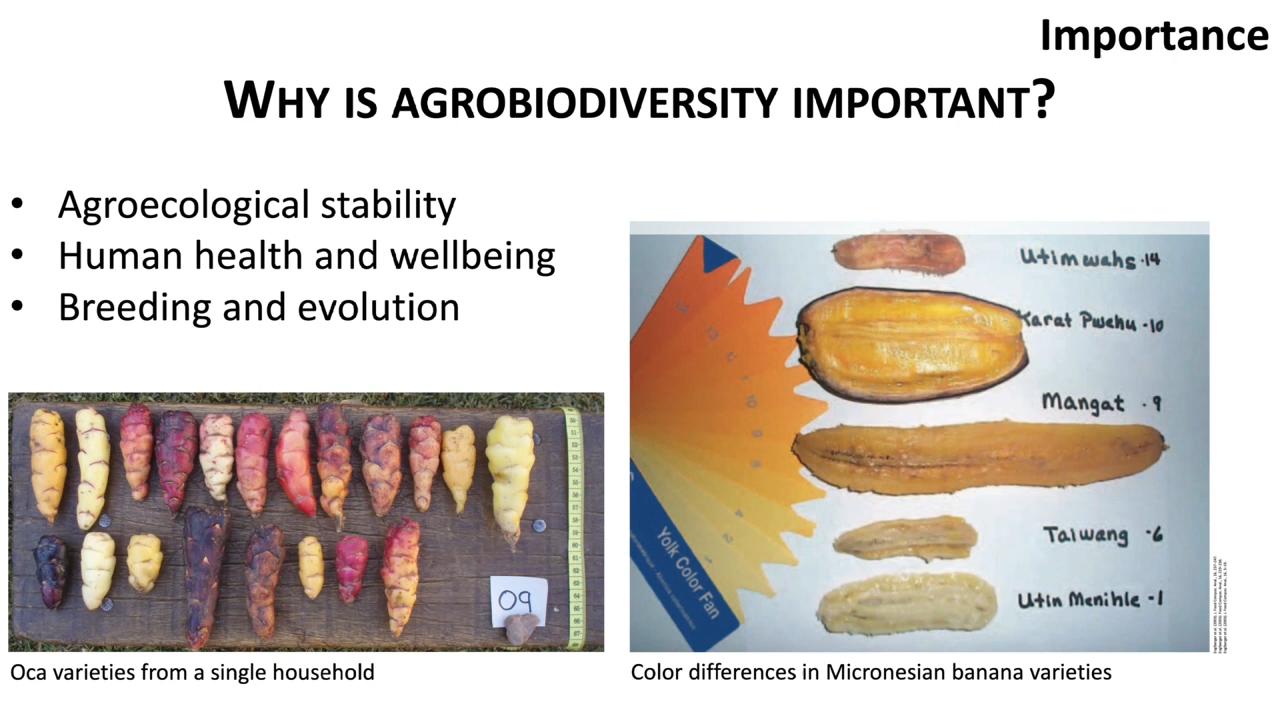 Importance
WHY IS AGROBIODIVERSITY IMPORTANT?
• Agroecological stability
• Human health and wellbeing
• Breeding and evolution
Utimwahs -14
Karat Pwehu -10
Mangat -9
Taiwang -6
Utin Menihle -1
Yolk Color Fan
09
Oca varieties from a single household
Color differences in Micronesian banana varieties